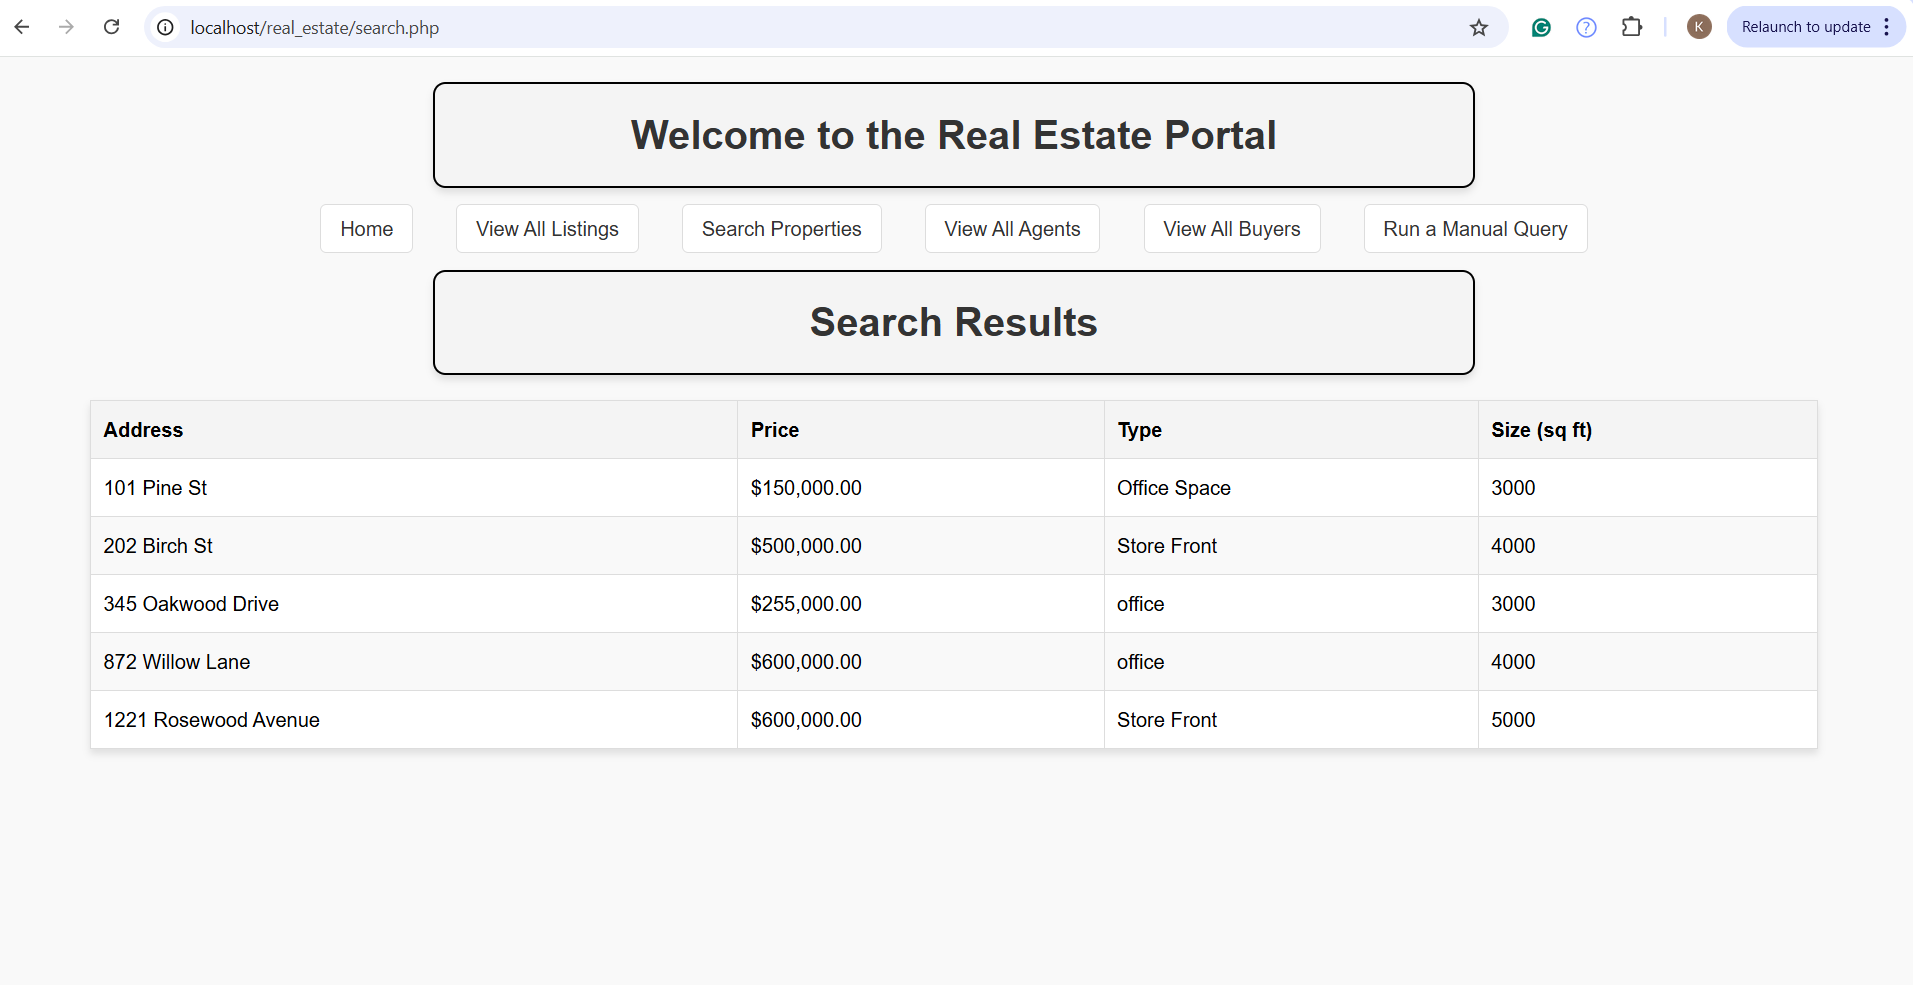 localhost/real_estate/search.php
K
Relaunch to update
Welcome to the Real Estate Portal
Home View All Listings Search Properties View All Agents View All Buyers Run a Manual Query
Search Results
Address Price Type Size (sq ft)
101 Pine St $150,000.00 Office Space 3000
202 Birch St $500,000.00 Store Front 4000
345 Oakwood Drive $255,000.00 office 3000
872 Willow Lane $600,000.00 office 4000
1221 Rosewood Avenue $600,000.00 Store Front 5000